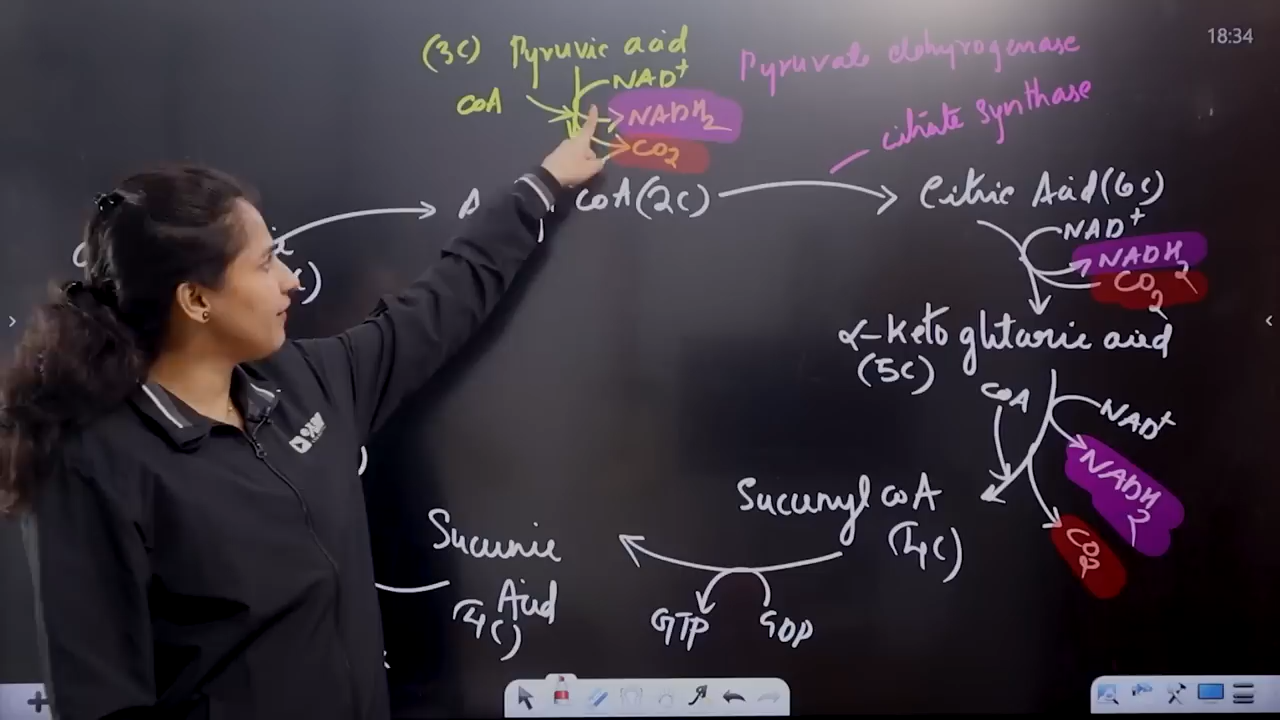 18:34
(3C) Pyruvic acid
NAD+
CoA
NADH2
CO2
Pyruvate dehyrogenase
citrate synthase
CoA(2C)
Citric Acid(6C)
NAD+
NADH2
CO2
α-Keto glutaric acid
(5C)
CoA
NAD+
NADH2
CO2
Succinyl CoA
(4C)
GTP
GDP
Succinic
Acid
(4C)